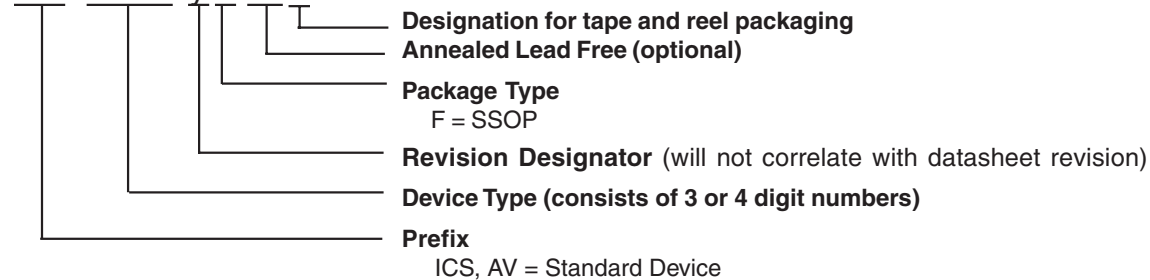 Designation for tape and reel packaging
Annealed Lead Free (optional)
Package Type
F = SSOP
Revision Designator (will not correlate with datasheet revision)
Device Type (consists of 3 or 4 digit numbers)
Prefix
ICS, AV = Standard Device